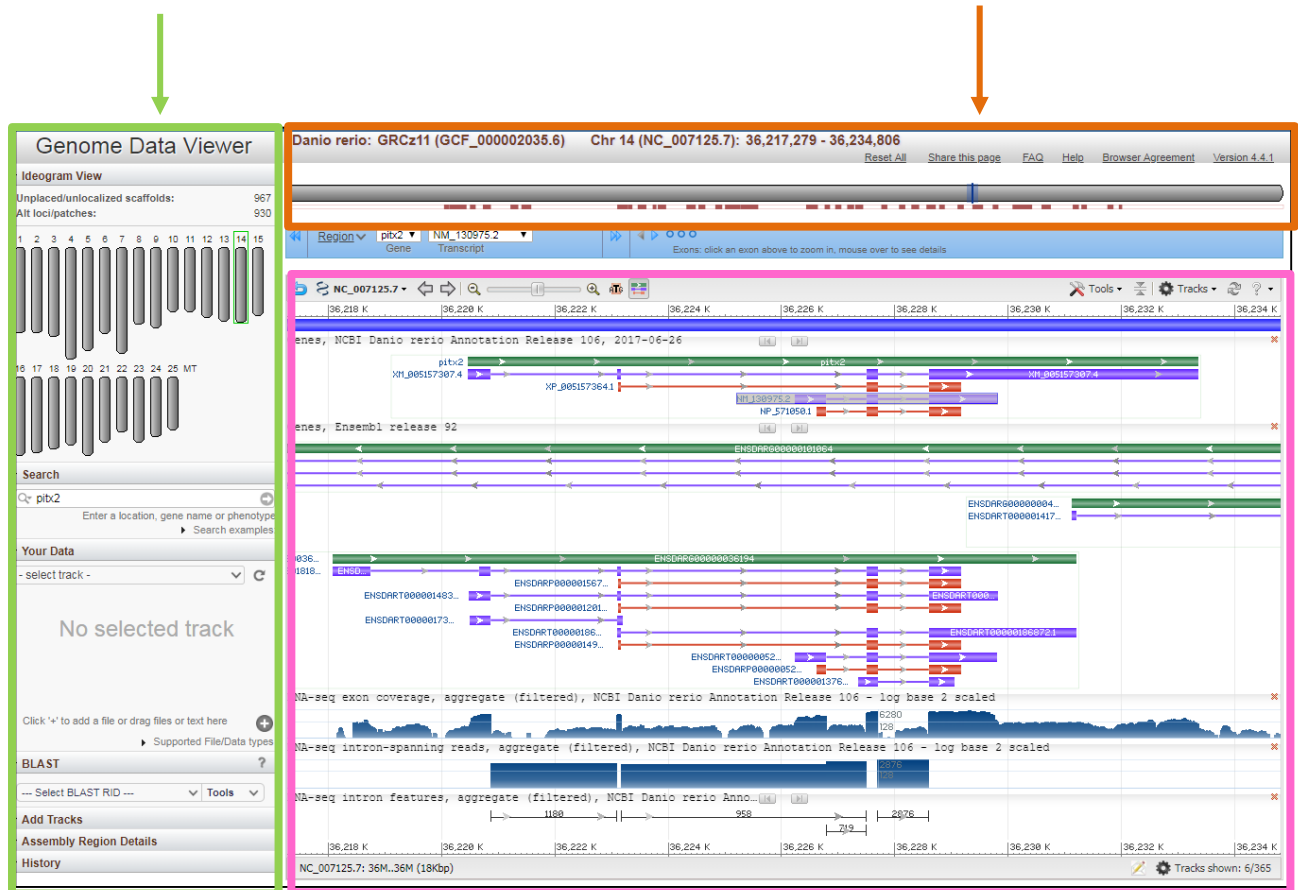 Genome Data Viewer
Ideogram View
Unplaced/unlocalized scaffolds: 967
Alt loci/patches: 930
1 2 3 4 5 6 7 8 9 10 11 12 13 14 15
16 17 18 19 20 21 22 23 24 25 MT
Search
pitx2
Enter a location, gene name or phenotype
Search examples
Your Data
- select track -
No selected track
Click '+' to add a file or drag files or text here
Supported File/Data types
BLAST ?
--- Select BLAST RID --- Tools
Add Tracks
Assembly Region Details
History
Danio rerio: GRCz11 (GCF_000002035.6) Chr 14 (NC_007125.7): 36,217,279 - 36,234,806
Reset All Share this page FAQ Help Browser Agreement Version 4.4.1
Region pitx2 NM_130975.2
Gene Transcript
Exons: click an exon above to zoom in, mouse over to see details
NC_007125.7 Tools Tracks ?
36,218 K 36,220 K 36,222 K 36,224 K 36,226 K 36,228 K 36,230 K 36,232 K 36,234 K
enes, NCBI Danio rerio Annotation Release 106, 2017-06-26
pitx2 pitx2
XM_005157307.4 XM_005157307.4
XP_005157364.1
NM_130975.2
NP_571050.1
enes, Ensembl release 92
ENSDARG00000101064
ENSDARG00000004...
ENSDART000001417...
0036... ENSDARG00000036194
01818... ENSD...
ENSDARP000001567...
ENSDART000001483... ENSDART000...
ENSDARP000001201...
ENSDART00000173...
ENSDART00000186... ENSDART00000186872.1
ENSDARP00000149...
ENSDART00000052...
ENSDARP00000052...
ENSDART000001376...
NA-seq exon coverage, aggregate (filtered), NCBI Danio rerio Annotation Release 106 - log base 2 scaled
6280
128
NA-seq intron-spanning reads, aggregate (filtered), NCBI Danio rerio Annotation Release 106 - log base 2 scaled
2876
128
NA-seq intron features, aggregate (filtered), NCBI Danio rerio Anno...
1180 958 2876
719
36,218 K 36,220 K 36,222 K 36,224 K 36,226 K 36,228 K 36,230 K 36,232 K 36,234 K
NC_007125.7: 36M..36M (18Kbp) Tracks shown: 6/365